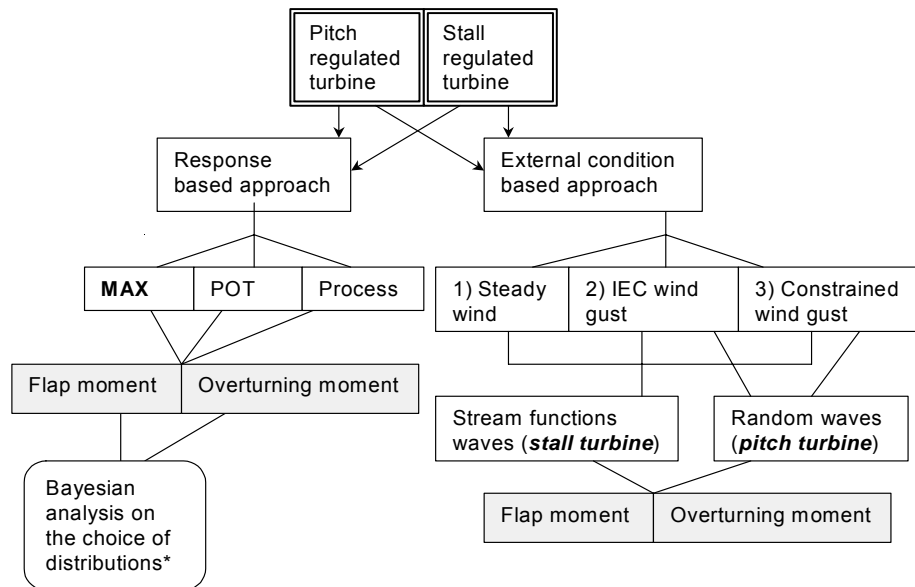 Pitch
regulated
turbine
Stall
regulated
turbine
Response
based approach
External condition
based approach
MAX
POT
Process
1) Steady
wind
2) IEC wind
gust
3) Constrained
wind gust
Flap moment
Overturning moment
Stream functions
waves (stall turbine)
Random waves
(pitch turbine)
Bayesian
analysis on
the choice of
distributions*
Flap moment
Overturning moment